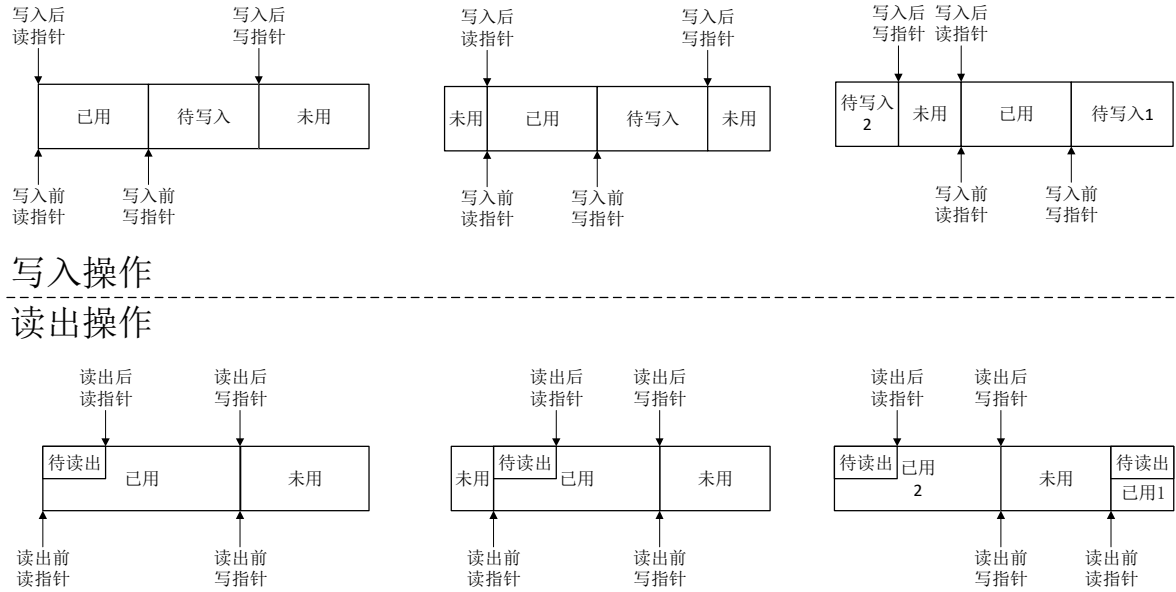 写入后
读指针
写入后
写指针
已用
待写入
未用
写入前
读指针
写入前
写指针
写入后
读指针
写入后
写指针
未用
已用
待写入
未用
写入前
读指针
写入前
写指针
写入后
写指针
写入后
读指针
待写入
2
未用
已用
待写入1
写入前
读指针
写入前
写指针
写入操作
读出操作
读出后
读指针
读出后
写指针
待读出
已用
未用
读出前
读指针
读出前
写指针
读出后
读指针
读出后
写指针
未用
待读出
已用
未用
读出前
读指针
读出前
写指针
读出后
读指针
读出后
写指针
待读出
已用
2
未用
待读出
已用1
读出前
写指针
读出前
读指针